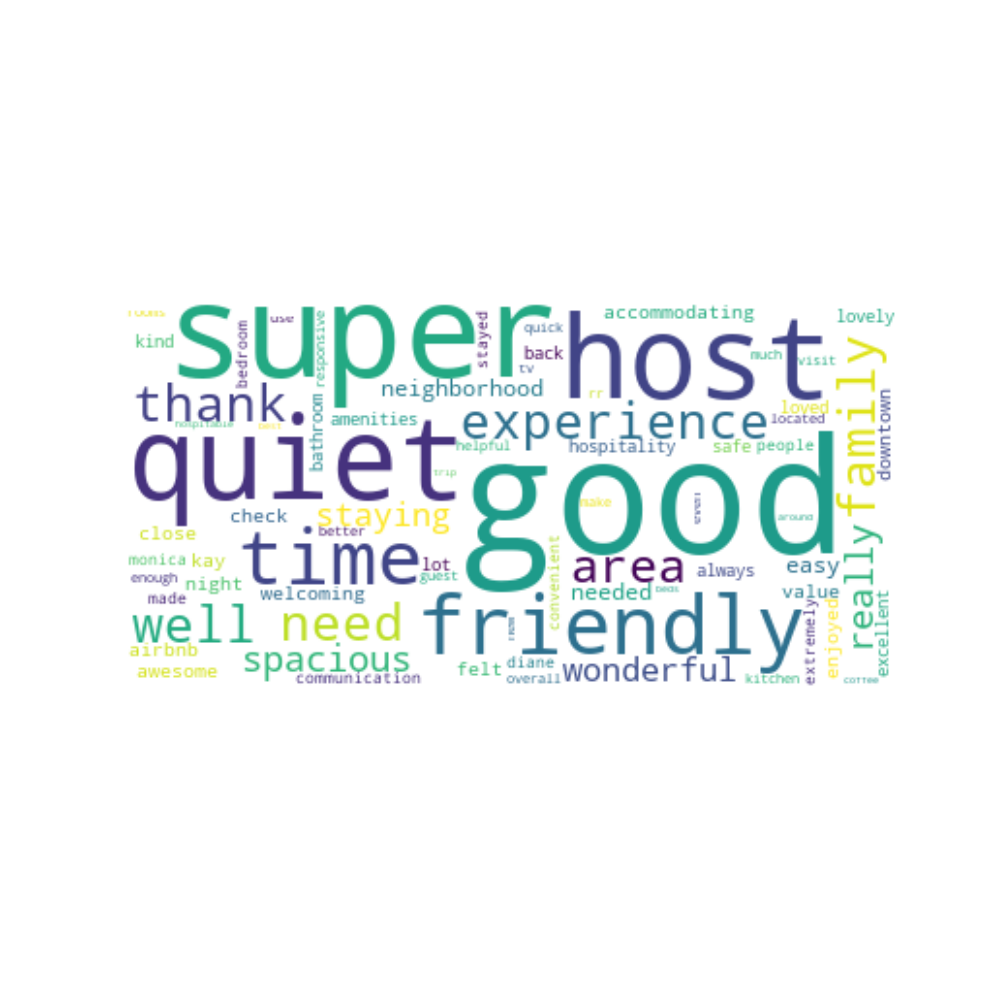 rooms
use
super
accommodating
lovely
kind
bedroom
responsive
stayed
quick
host
back
much
visit
tv
thank
neighborhood
rr
loved
family
downtown
hospitable
best
bathroom
amenities
experience
located
quiet
helpful
hospitality
safe
people
trip
good
staying
make
check
around
close
better
time
convenient
area
always
easy
monica
kay
lot
enough
night
guest
needed
beds
value
made
welcoming
really
well
need
friendly
extremely
enjoyed
excellent
airbnb
spacious
felt
diane
wonderful
awesome
communication
overall
kitchen
coffee